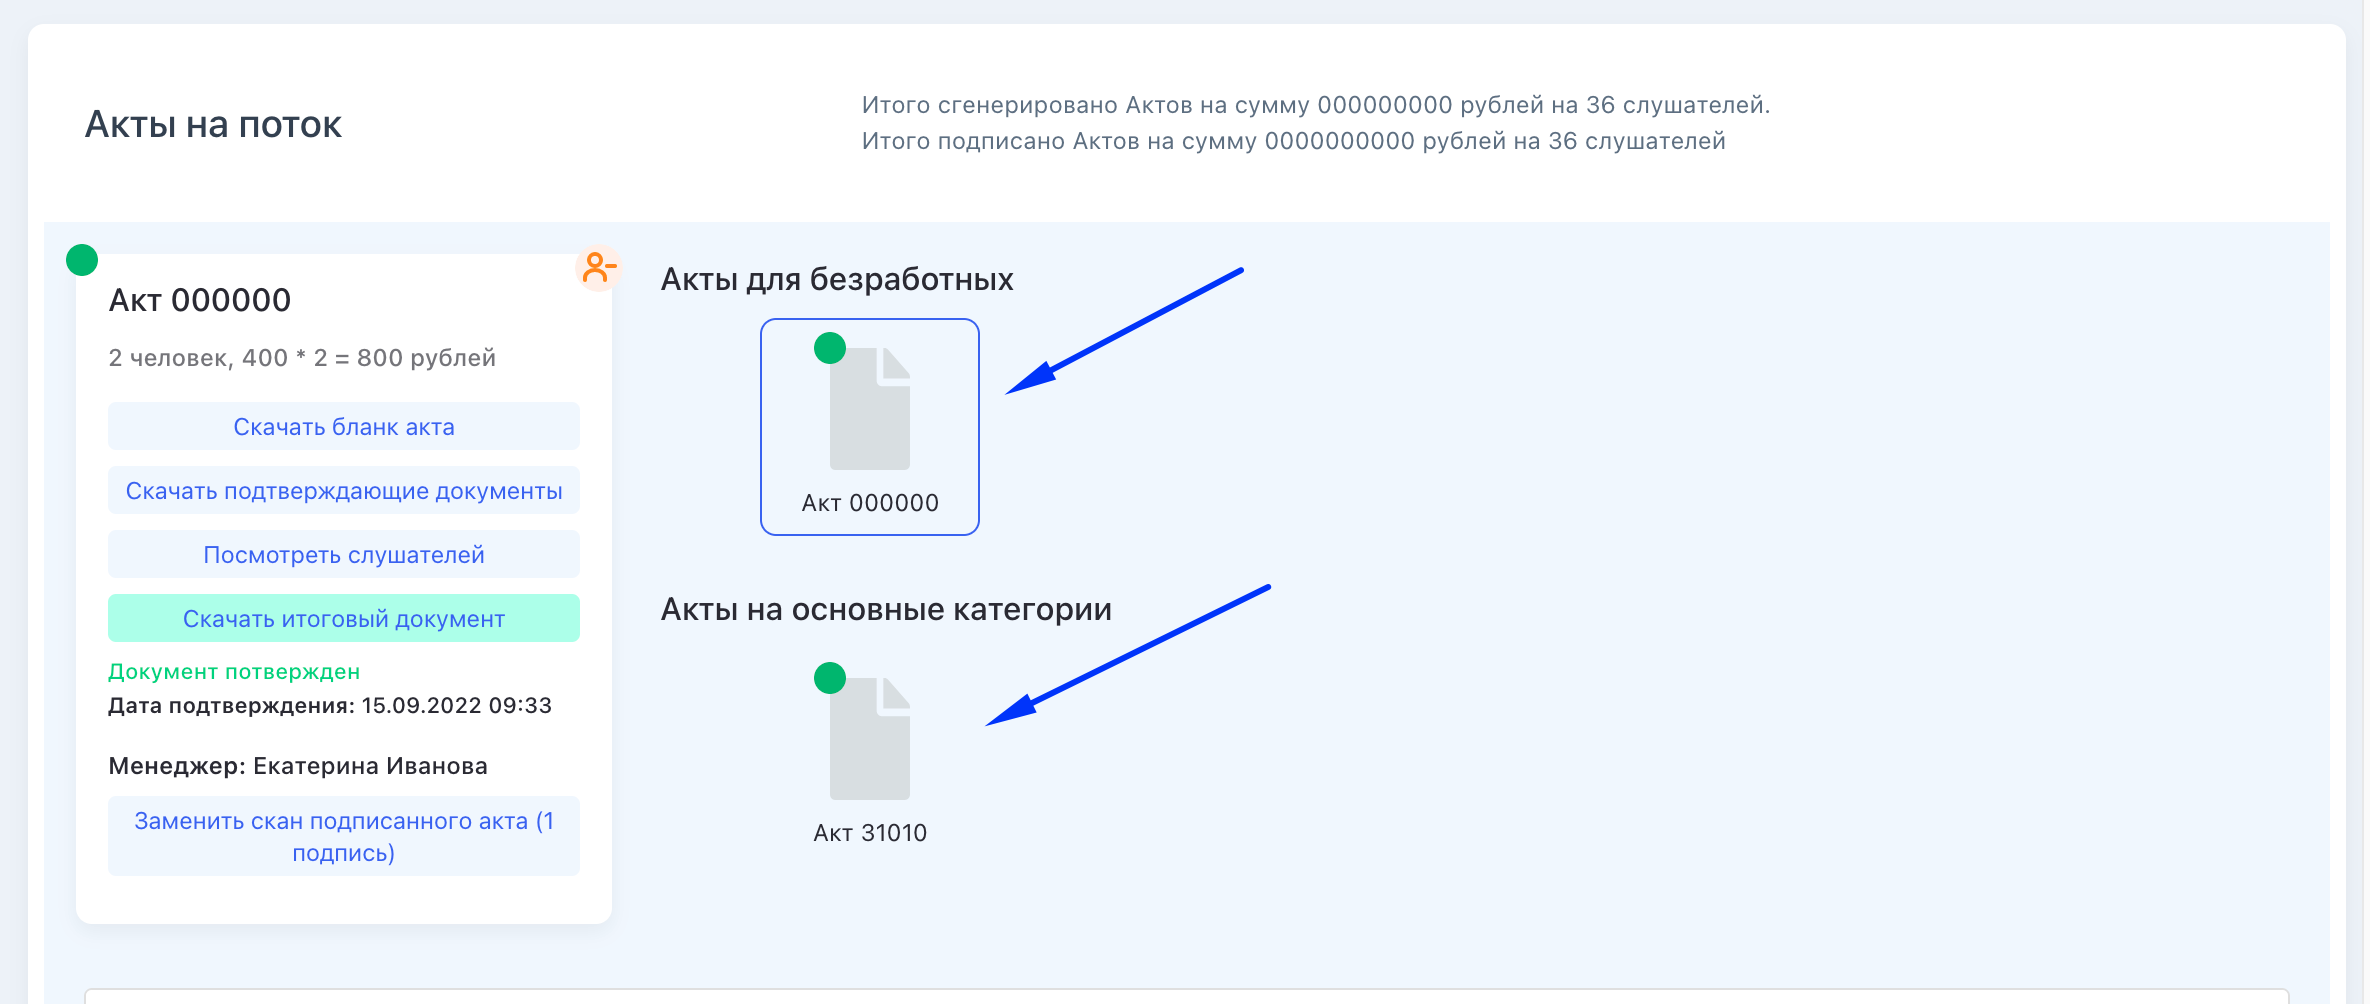 Акты на поток
Итого сгенерировано Актов на сумму 000000000 рублей на 36 слушателей.
Итого подписано Актов на сумму 0000000000 рублей на 36 слушателей
Акт 000000
2 человек, 400 * 2 = 800 рублей
Скачать бланк акта
Скачать подтверждающие документы
Посмотреть слушателей
Скачать итоговый документ
Документ потвержден
Дата подтверждения: 15.09.2022 09:33
Менеджер: Екатерина Иванова
Заменить скан подписанного акта (1
подпись)
Акты для безработных
Акт 000000
Акты на основные категории
Акт 31010